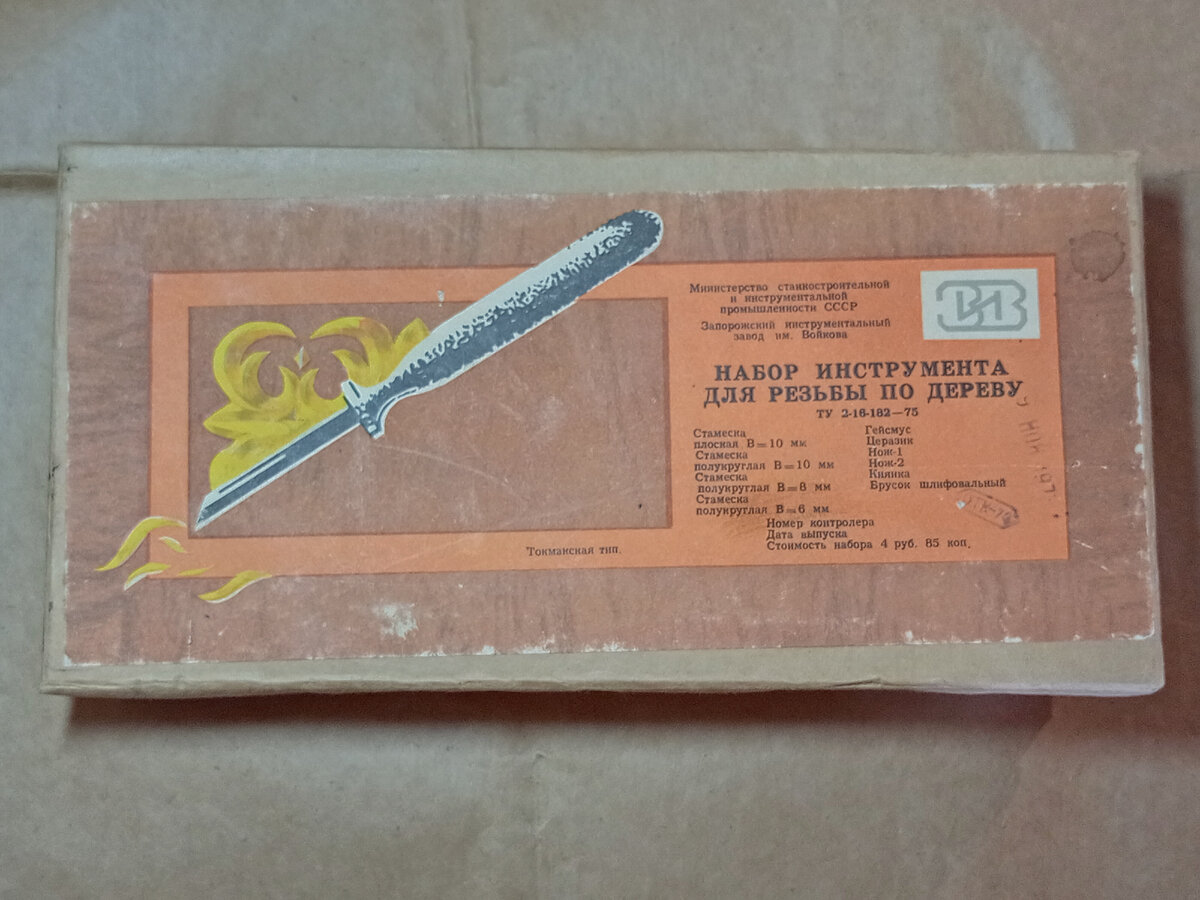 Министерство станкостроительной
и инструментальной
промышленности СССР
Запорожский инструментальный
завод им. Войкова
ЗИВ
НАБОР ИНСТРУМЕНТА
ДЛЯ РЕЗЬБЫ ПО ДЕРЕВУ
ТУ 2-16-182—75
Стамеска
плоская В=10 мм
Стамеска
полукруглая В=10 мм
Стамеска
полукруглая В=8 мм
Стамеска
полукруглая В=6 мм
Гейсмус
Церазик
Нож-1
Нож-2
Киянка
Брусок шлифовальный
Номер контролера
Дата выпуска
Стоимость набора 4 руб. 85 коп.
Токмакская тип.